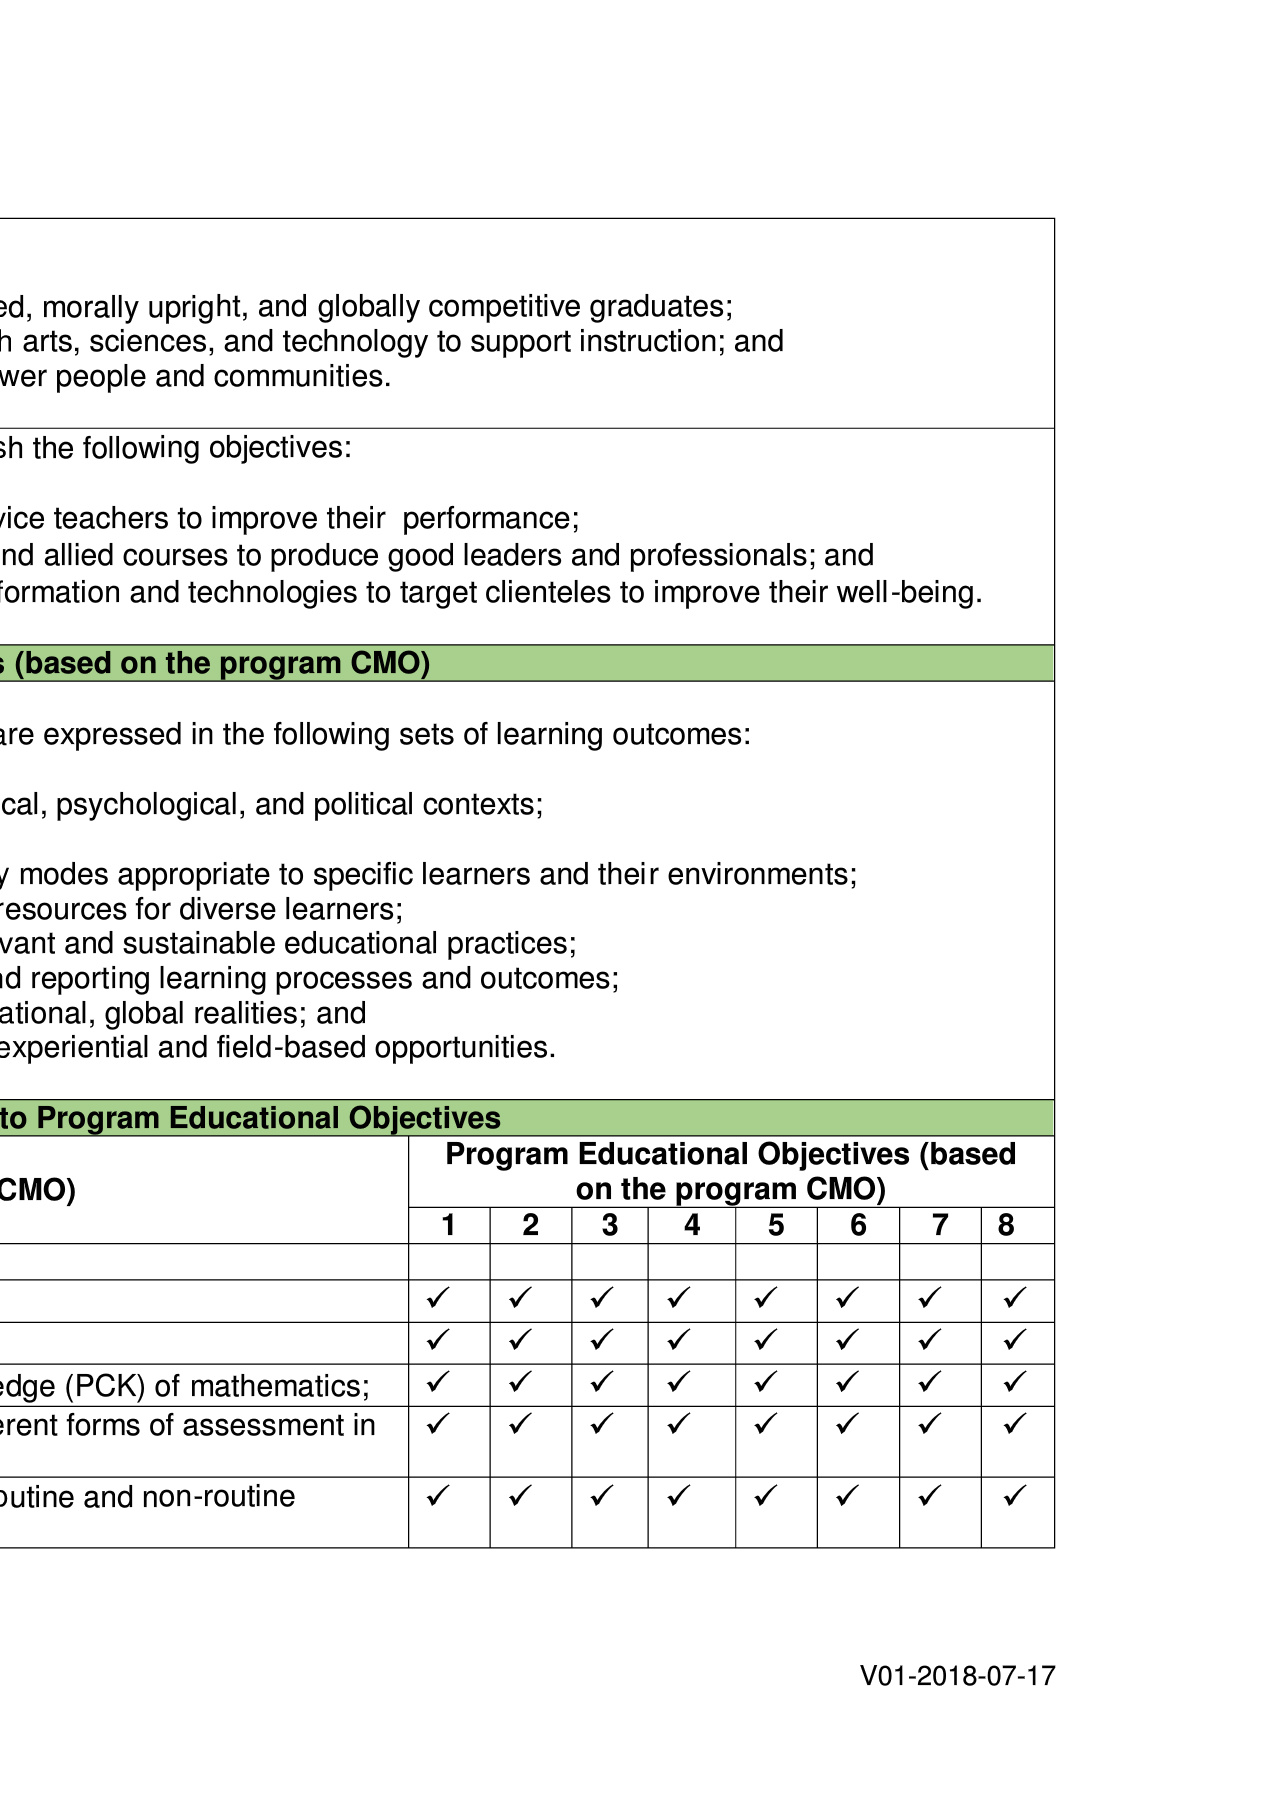 ed, morally upright, and globally competitive graduates;
h arts, sciences, and technology to support instruction; and
wer people and communities.
sh the following objectives:
vice teachers to improve their performance;
nd allied courses to produce good leaders and professionals; and
formation and technologies to target clienteles to improve their well-being.
s (based on the program CMO)
are expressed in the following sets of learning outcomes:
cal, psychological, and political contexts;
y modes appropriate to specific learners and their environments;
resources for diverse learners;
vant and sustainable educational practices;
nd reporting learning processes and outcomes;
ational, global realities; and
experiential and field-based opportunities.
to Program Educational Objectives
Program Educational Objectives (based
on the program CMO)
CMO)
1 2 3 4 5 6 7 8
✓ ✓ ✓ ✓ ✓ ✓ ✓ ✓
✓ ✓ ✓ ✓ ✓ ✓ ✓ ✓
edge (PCK) of mathematics; ✓ ✓ ✓ ✓ ✓ ✓ ✓ ✓
erent forms of assessment in ✓ ✓ ✓ ✓ ✓ ✓ ✓ ✓
outine and non-routine ✓ ✓ ✓ ✓ ✓ ✓ ✓ ✓
V01-2018-07-17